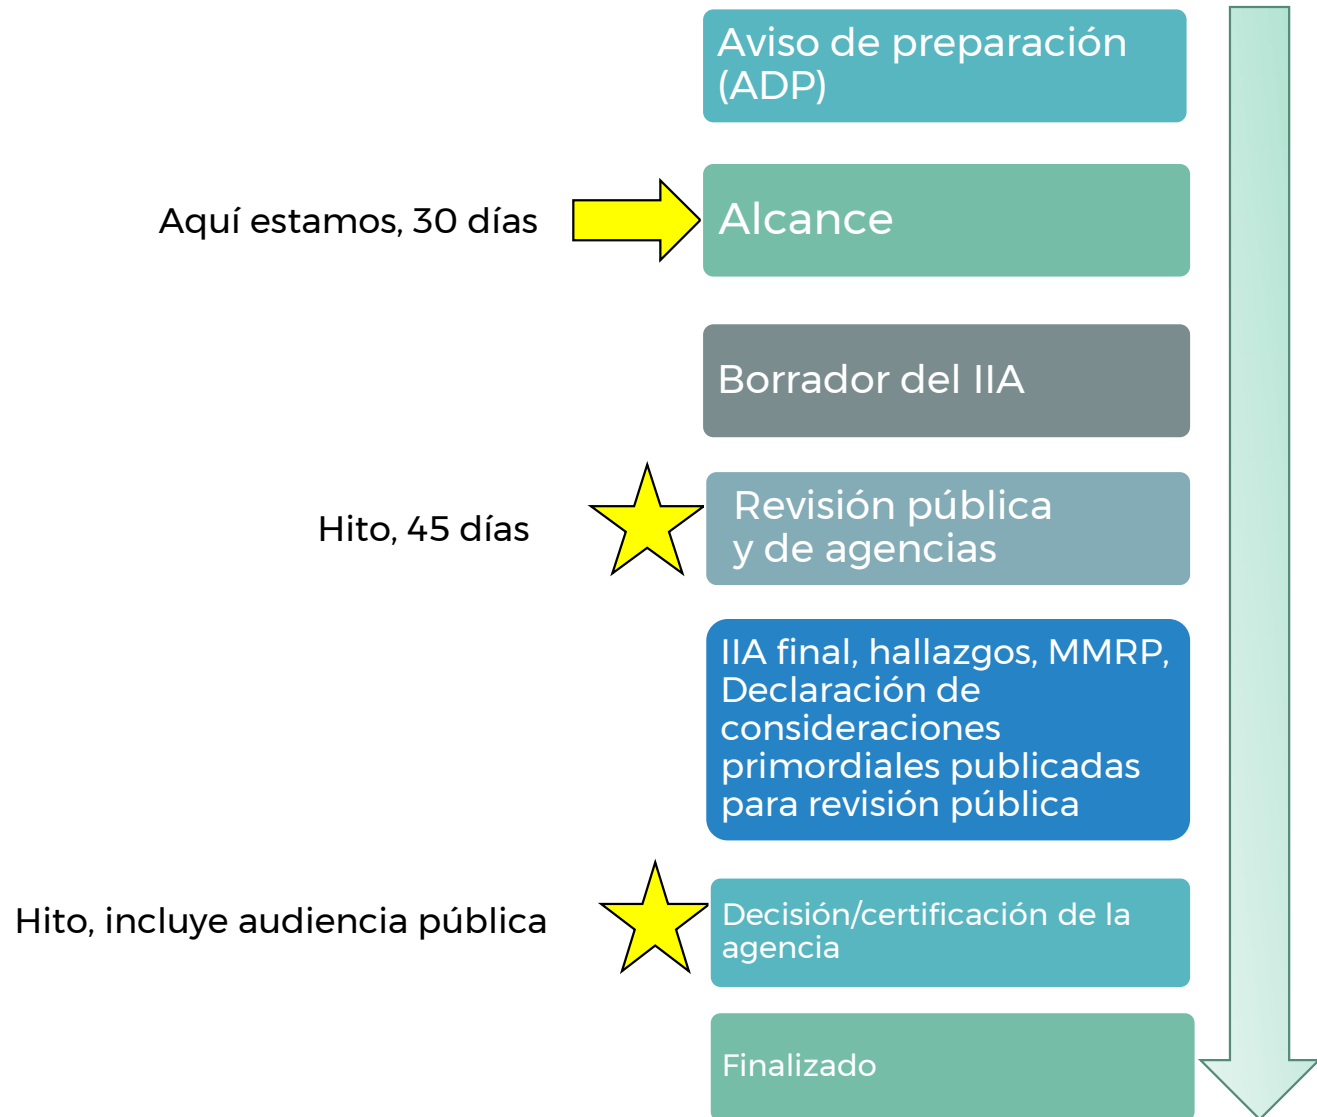 Aviso de preparación
(ADP)
Aquí estamos, 30 días
Alcance
Borrador del IIA
Hito, 45 días
Revisión pública
y de agencias
IIA final, hallazgos, MMRP,
Declaración de
consideraciones
primordiales publicadas
para revisión pública
Hito, incluye audiencia pública
Decisión/certificación de la
agencia
Finalizado